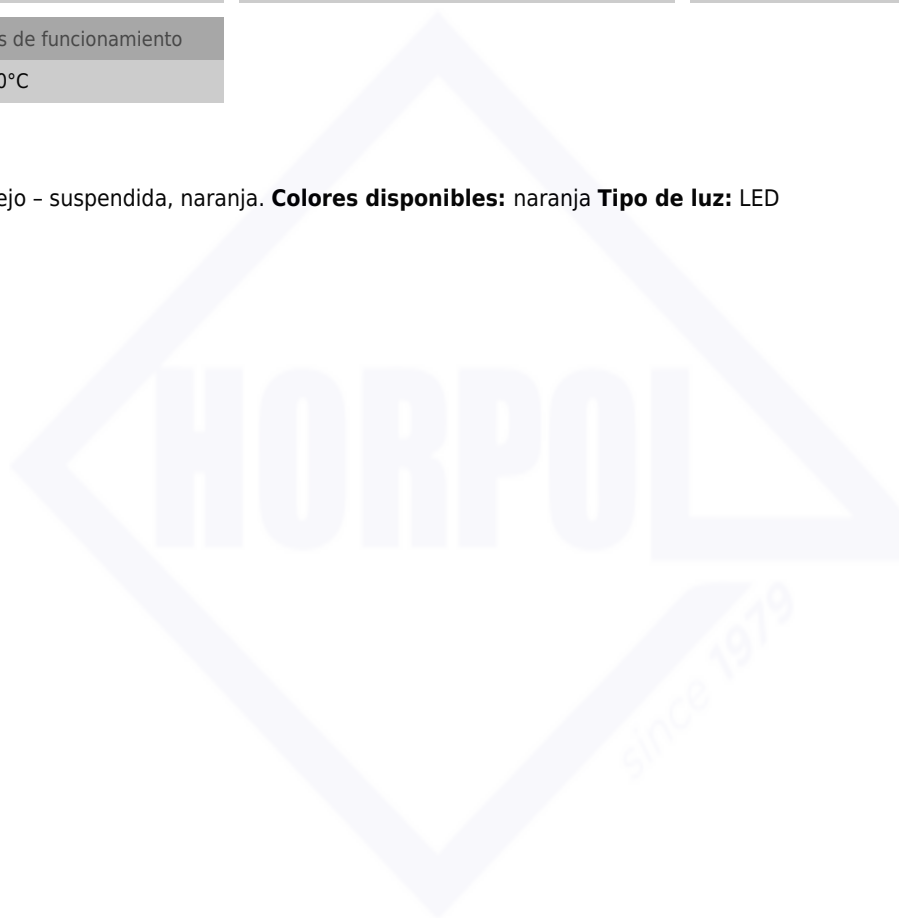 s de funcionamiento
0°C
ejo – suspendida, naranja. Colores disponibles: naranja Tipo de luz: LED
HORPOL
since 1979